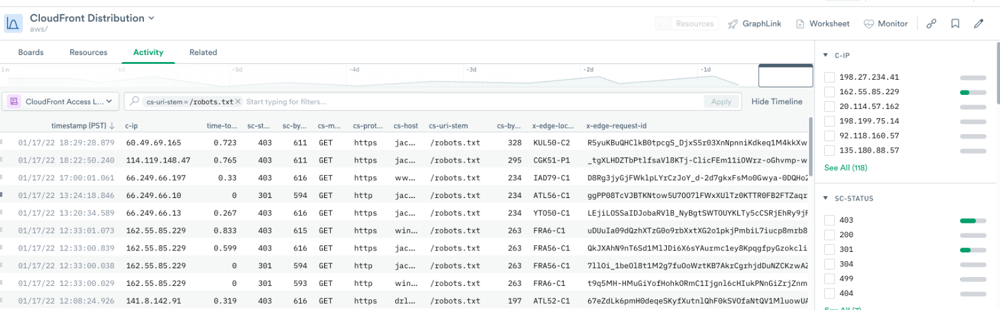 CloudFront Distribution
aws/
Resources
GraphLink
Worksheet
Monitor
Boards
Resources
Activity
Related
1w
-6d
-5d
-4d
-3d
-2d
-1d
CloudFront Access L...
cs-uri-stem = /robots.txt
Start typing for filters...
Apply
Hide Timeline
timestamp (PST) c-ip time-to... sc-st... sc-by... cs-m... cs-prot... cs-host cs-uri-stem cs-by... x-edge-loc... x-edge-request-id
01/17/22 18:29:28.879 60.49.69.165 0.723 403 611 GET https jac... /robots.txt 328 KUL50-C2 R5yuKBuQHClkB0tpcgS_DjxS5r03XnNpnniKdkeq1M4kkXw
01/17/22 18:22:50.240 114.119.148.47 0.765 403 611 GET https jac... /robots.txt 295 CGK51-P1 _tgXLHDZTbPtlfsaVl8KTj-ClicFEm11iOWrz-oGhvmp-w
01/17/22 17:00:01.061 66.249.66.197 0.33 403 616 GET https ww... /robots.txt 234 IAD79-C1 D8Rg3jyGjFWklpLYrCzJoY_d-2d7gkxFsMo0Gwya-0DQHo2
01/17/22 13:24:18.846 66.249.66.10 0 301 594 GET http jac... /robots.txt 234 ATL56-C1 ggPP08TcVJBTKNtow5U7OO7lFWxXUlTz0KTTR0FB2FTZaqr
01/17/22 13:20:34.589 66.249.66.13 0.267 403 616 GET https jac... /robots.txt 234 YTO50-C1 LEjiLOSSaIDJobaRVlB_NyBgtSWTOUYKLTy5cCSRjEhRy9jF
01/17/22 12:33:01.073 162.55.85.229 0.833 403 615 GET https win... /robots.txt 263 FRA6-C1 uDUuIa09dQzhXTzG0o9rbXxtXG2o1pkjPmbiL7iucp8mrb8
01/17/22 12:33:00.839 162.55.85.229 0.599 403 616 GET https jac... /robots.txt 263 FRA56-C1 QkJXAhN9nT6Sd1MlJDi6X6sYAurmc1ey8KpqgfpyGzokcli
01/17/22 12:33:00.038 162.55.85.229 0 301 594 GET http jac... /robots.txt 263 FRA56-C1 7llOi_1beOl8t1M2g7fuOoWztKB7AkrCgrhjdDuNZCKzwAZ
01/17/22 12:33:00.029 162.55.85.229 0 301 593 GET http win... /robots.txt 263 FRA6-C1 t9q5MH-HMuGiYofHohkORmC1Ijgnl6cHIukPNnGiZrjZnm
01/17/22 12:08:24.926 141.8.142.91 0.319 403 616 GET https drl... /robots.txt 197 ATL52-C1 67eZdLk6pmH0deqeSKyfXutnlQhF0kSVOfaNtQV1MluowUA
C-IP
198.27.234.41
162.55.85.229
20.114.57.162
198.199.75.14
92.118.160.57
135.180.88.57
See All (118)
SC-STATUS
403
200
301
304
499
404
See All (7)